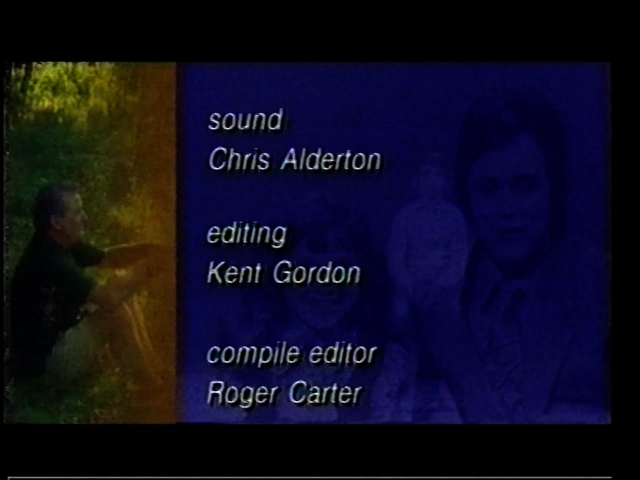 sound
Chris Alderton
editing
Kent Gordon
compile editor
Roger Carter